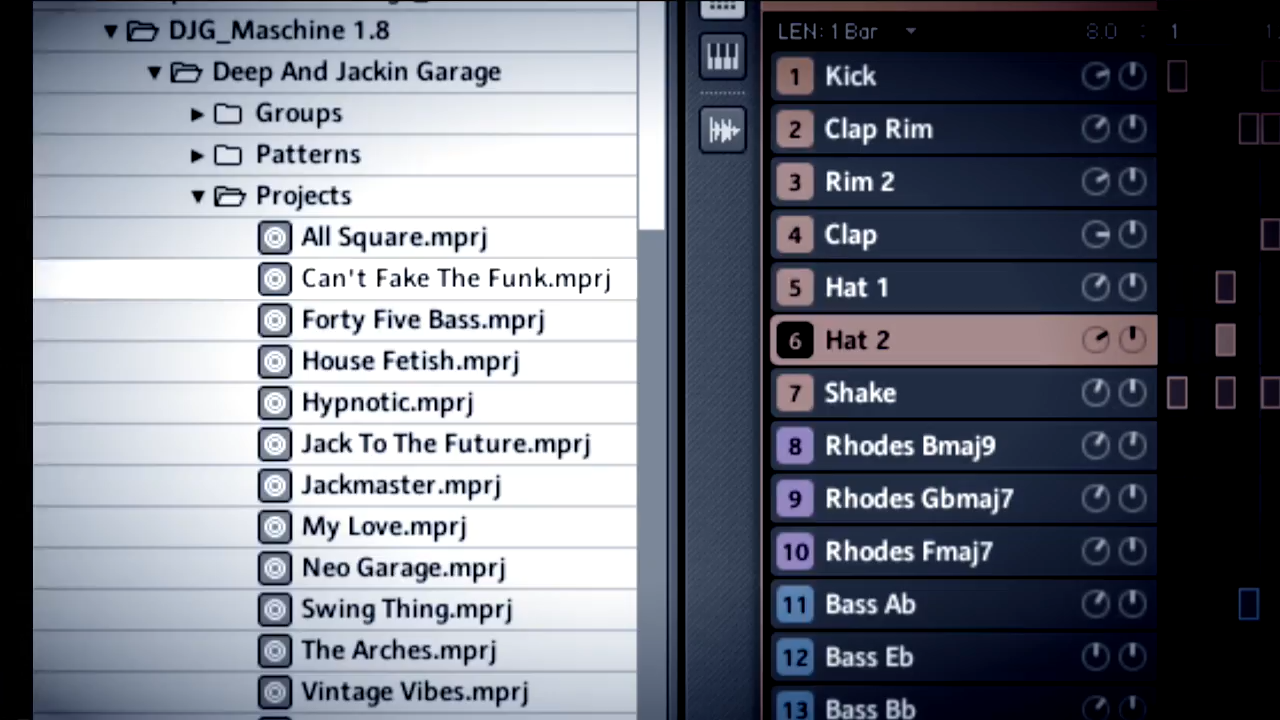 DJG_Maschine 1.8
Deep And Jackin Garage
Groups
Patterns
Projects
All Square.mprj
Can't Fake The Funk.mprj
Forty Five Bass.mprj
House Fetish.mprj
Hypnotic.mprj
Jack To The Future.mprj
Jackmaster.mprj
My Love.mprj
Neo Garage.mprj
Swing Thing.mprj
The Arches.mprj
Vintage Vibes.mprj
LEN: 1 Bar
8:0 : 1
1 Kick
2 Clap Rim
3 Rim 2
4 Clap
5 Hat 1
6 Hat 2
7 Shake
8 Rhodes Bmaj9
9 Rhodes Gbmaj7
10 Rhodes Fmaj7
11 Bass Ab
12 Bass Eb
13 Bass Bb